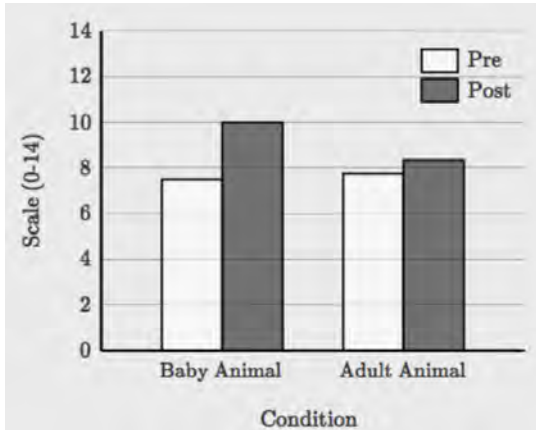 14
12
10
8
6
4
2
0
Scale (0-14)
Pre
Post
Baby Animal
Adult Animal
Condition